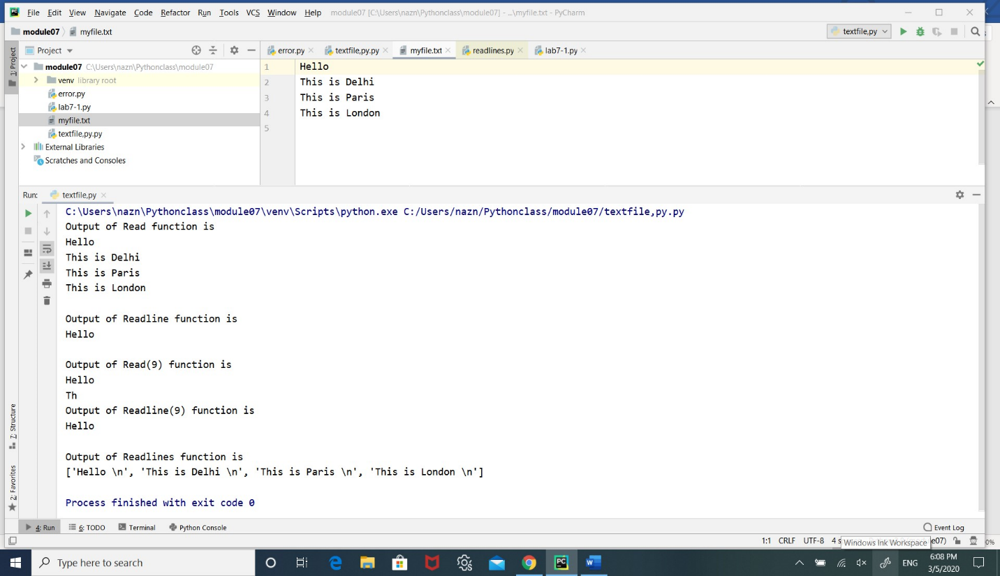 File Edit View Navigate Code Refactor Run Tools VCS Window Help module07 [C:\Users\nazn\Pythonclass\module07] - ...\myfile.txt - PyCharm
module07 myfile.txt textfile,py
1: Project
Project
error.py textfile,py.py myfile.txt readlines.py lab7-1.py
module07 C:\Users\nazn\Pythonclass\module07
venv library root
error.py
lab7-1.py
myfile.txt
textfile,py.py
External Libraries
Scratches and Consoles
1 Hello
2 This is Delhi
3 This is Paris
4 This is London
5
Run: textfile,py
C:\Users\nazn\Pythonclass\module07\venv\Scripts\python.exe C:/Users/nazn/Pythonclass/module07/textfile,py.py
Output of Read function is
Hello
This is Delhi
This is Paris
This is London
Output of Readline function is
Hello
Output of Read(9) function is
Hello
Th
Output of Readline(9) function is
Hello
Output of Readlines function is
['Hello \n', 'This is Delhi \n', 'This is Paris \n', 'This is London \n']
Process finished with exit code 0
7: Structure
2: Favorites
4: Run 6: TODO Terminal Python Console Event Log
1:1 CRLF UTF-8 4 s Windows Ink Workspace e07) 0%
Type here to search
PC
ENG
6:08 PM
3/5/2020